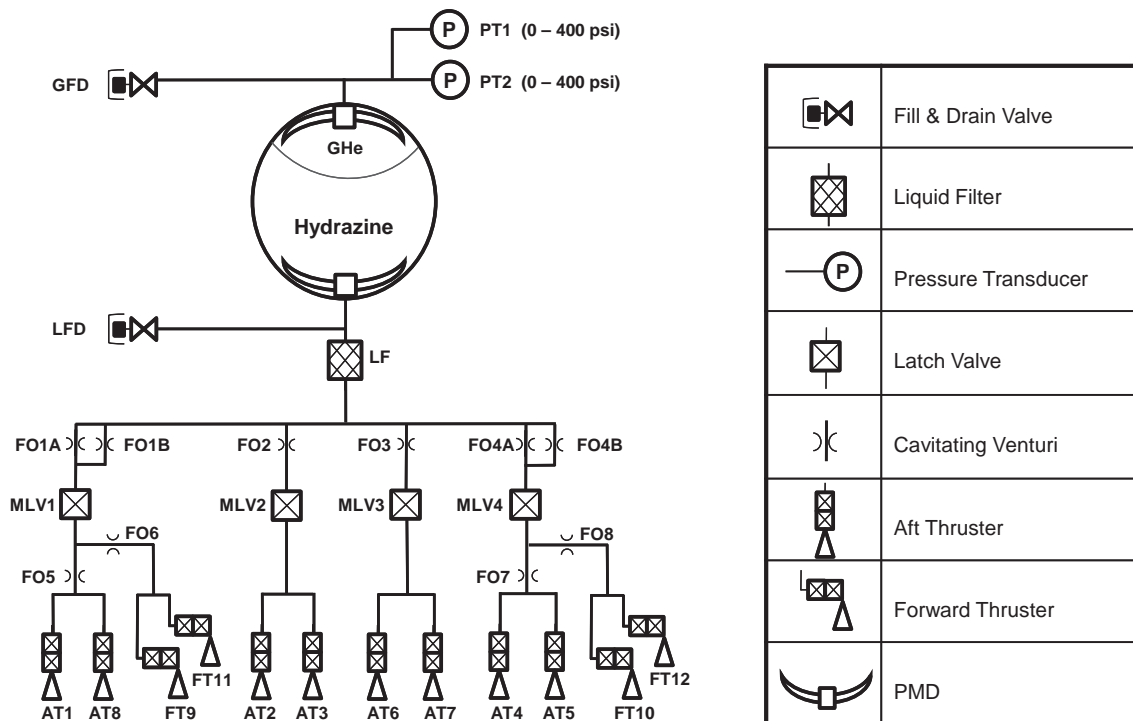 P PT1 (0 – 400 psi)
GFD
P PT2 (0 – 400 psi)
GHe
Hydrazine
LFD
LF
FO1A FO1B FO2 FO3 FO4A FO4B
MLV1 MLV2 MLV3 MLV4
FO6 FO8
FO5 FO7
FT11 FT12
AT1 AT8 FT9 AT2 AT3 AT6 AT7 AT4 AT5 FT10
Fill & Drain Valve
Liquid Filter
P Pressure Transducer
Latch Valve
Cavitating Venturi
Aft Thruster
Forward Thruster
PMD